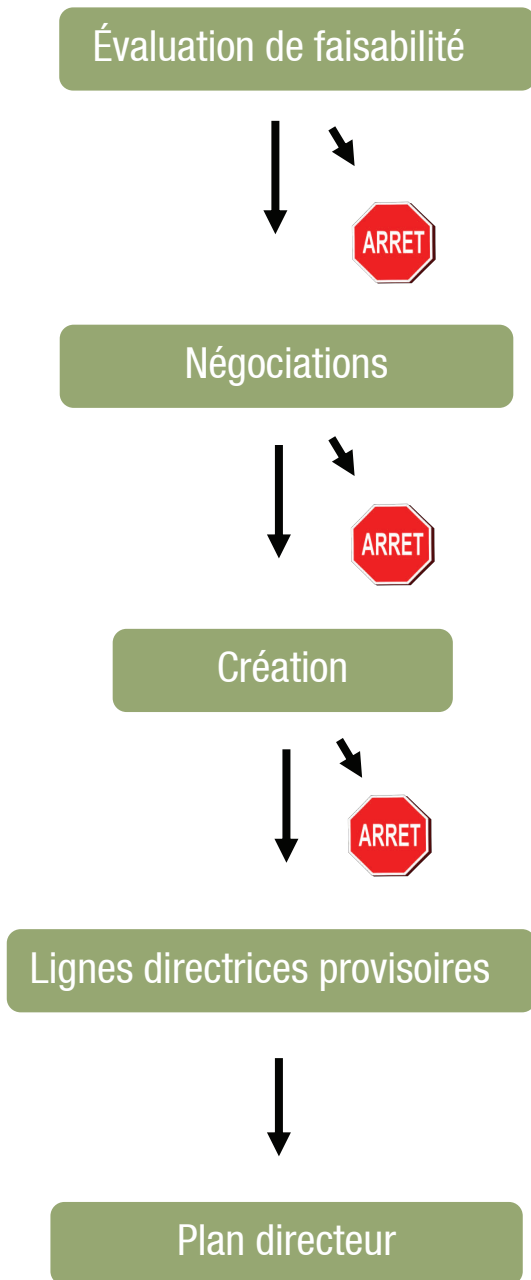 Évaluation de faisabilité
ARRET
Négociations
ARRET
Création
ARRET
Lignes directrices provisoires
Plan directeur